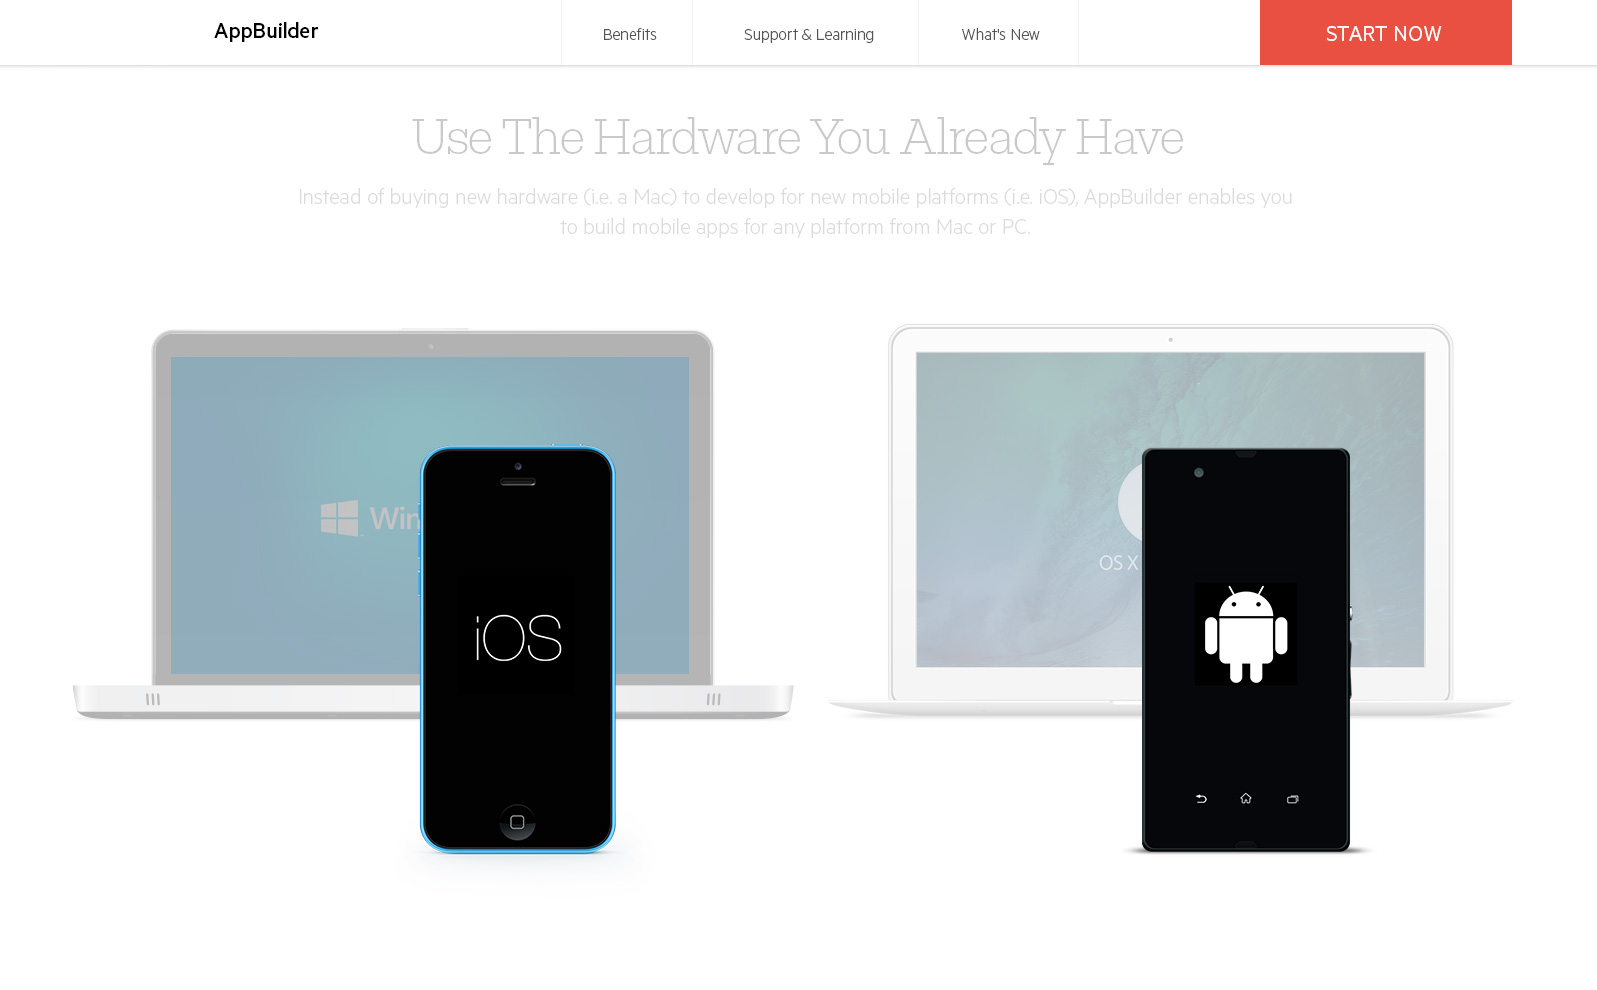 AppBuilder
Benefits
Support & Learning
What's New
START NOW
Use The Hardware You Already Have
Instead of buying new hardware (i.e. a Mac) to develop for new mobile platforms (i.e. iOS), AppBuilder enables you
to build mobile apps for any platform from Mac or PC.
Win
iOS
OS X